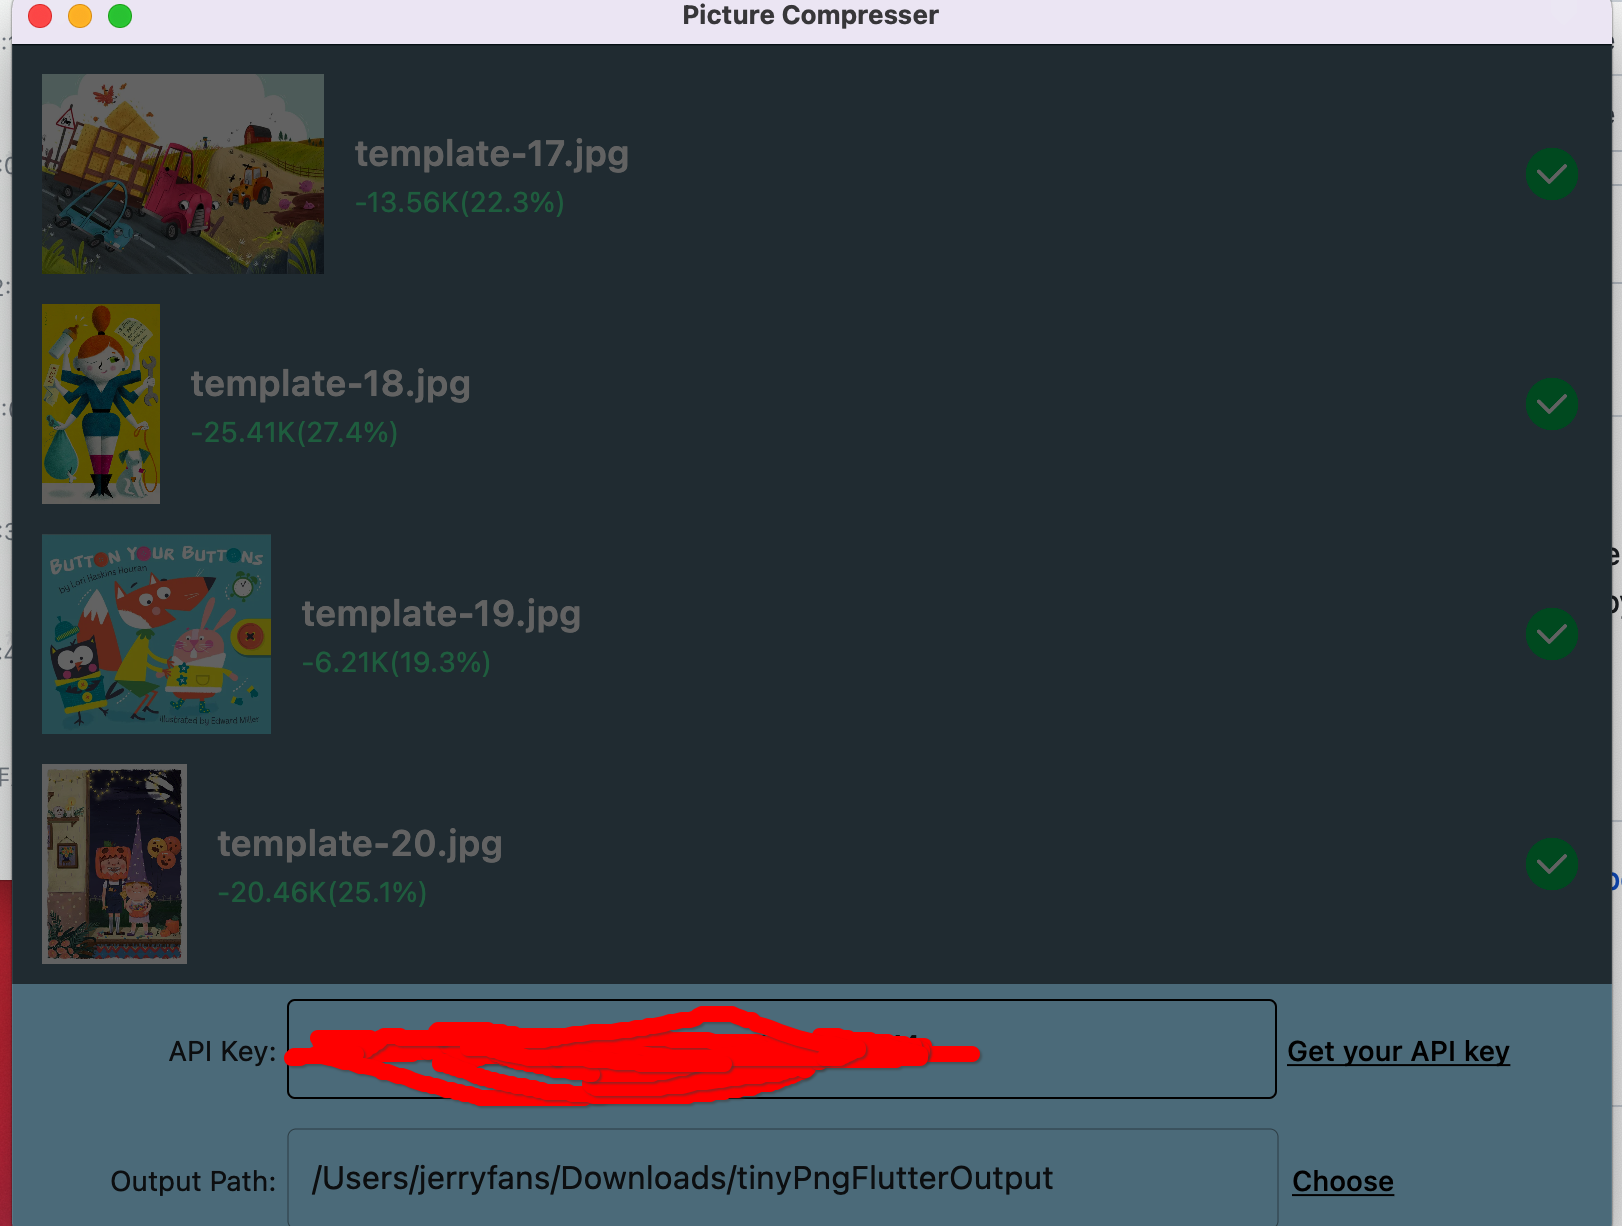 Picture Compresser
template-17.jpg
-13.56K(22.3%)
template-18.jpg
-25.41K(27.4%)
BUTTON YOUR BUTTONS
by Lori Haskins Houran
illustrated by Edward Miller
template-19.jpg
-6.21K(19.3%)
template-20.jpg
-20.46K(25.1%)
API Key:
Get your API key
Output Path:
/Users/jerryfans/Downloads/tinyPngFlutterOutput
Choose